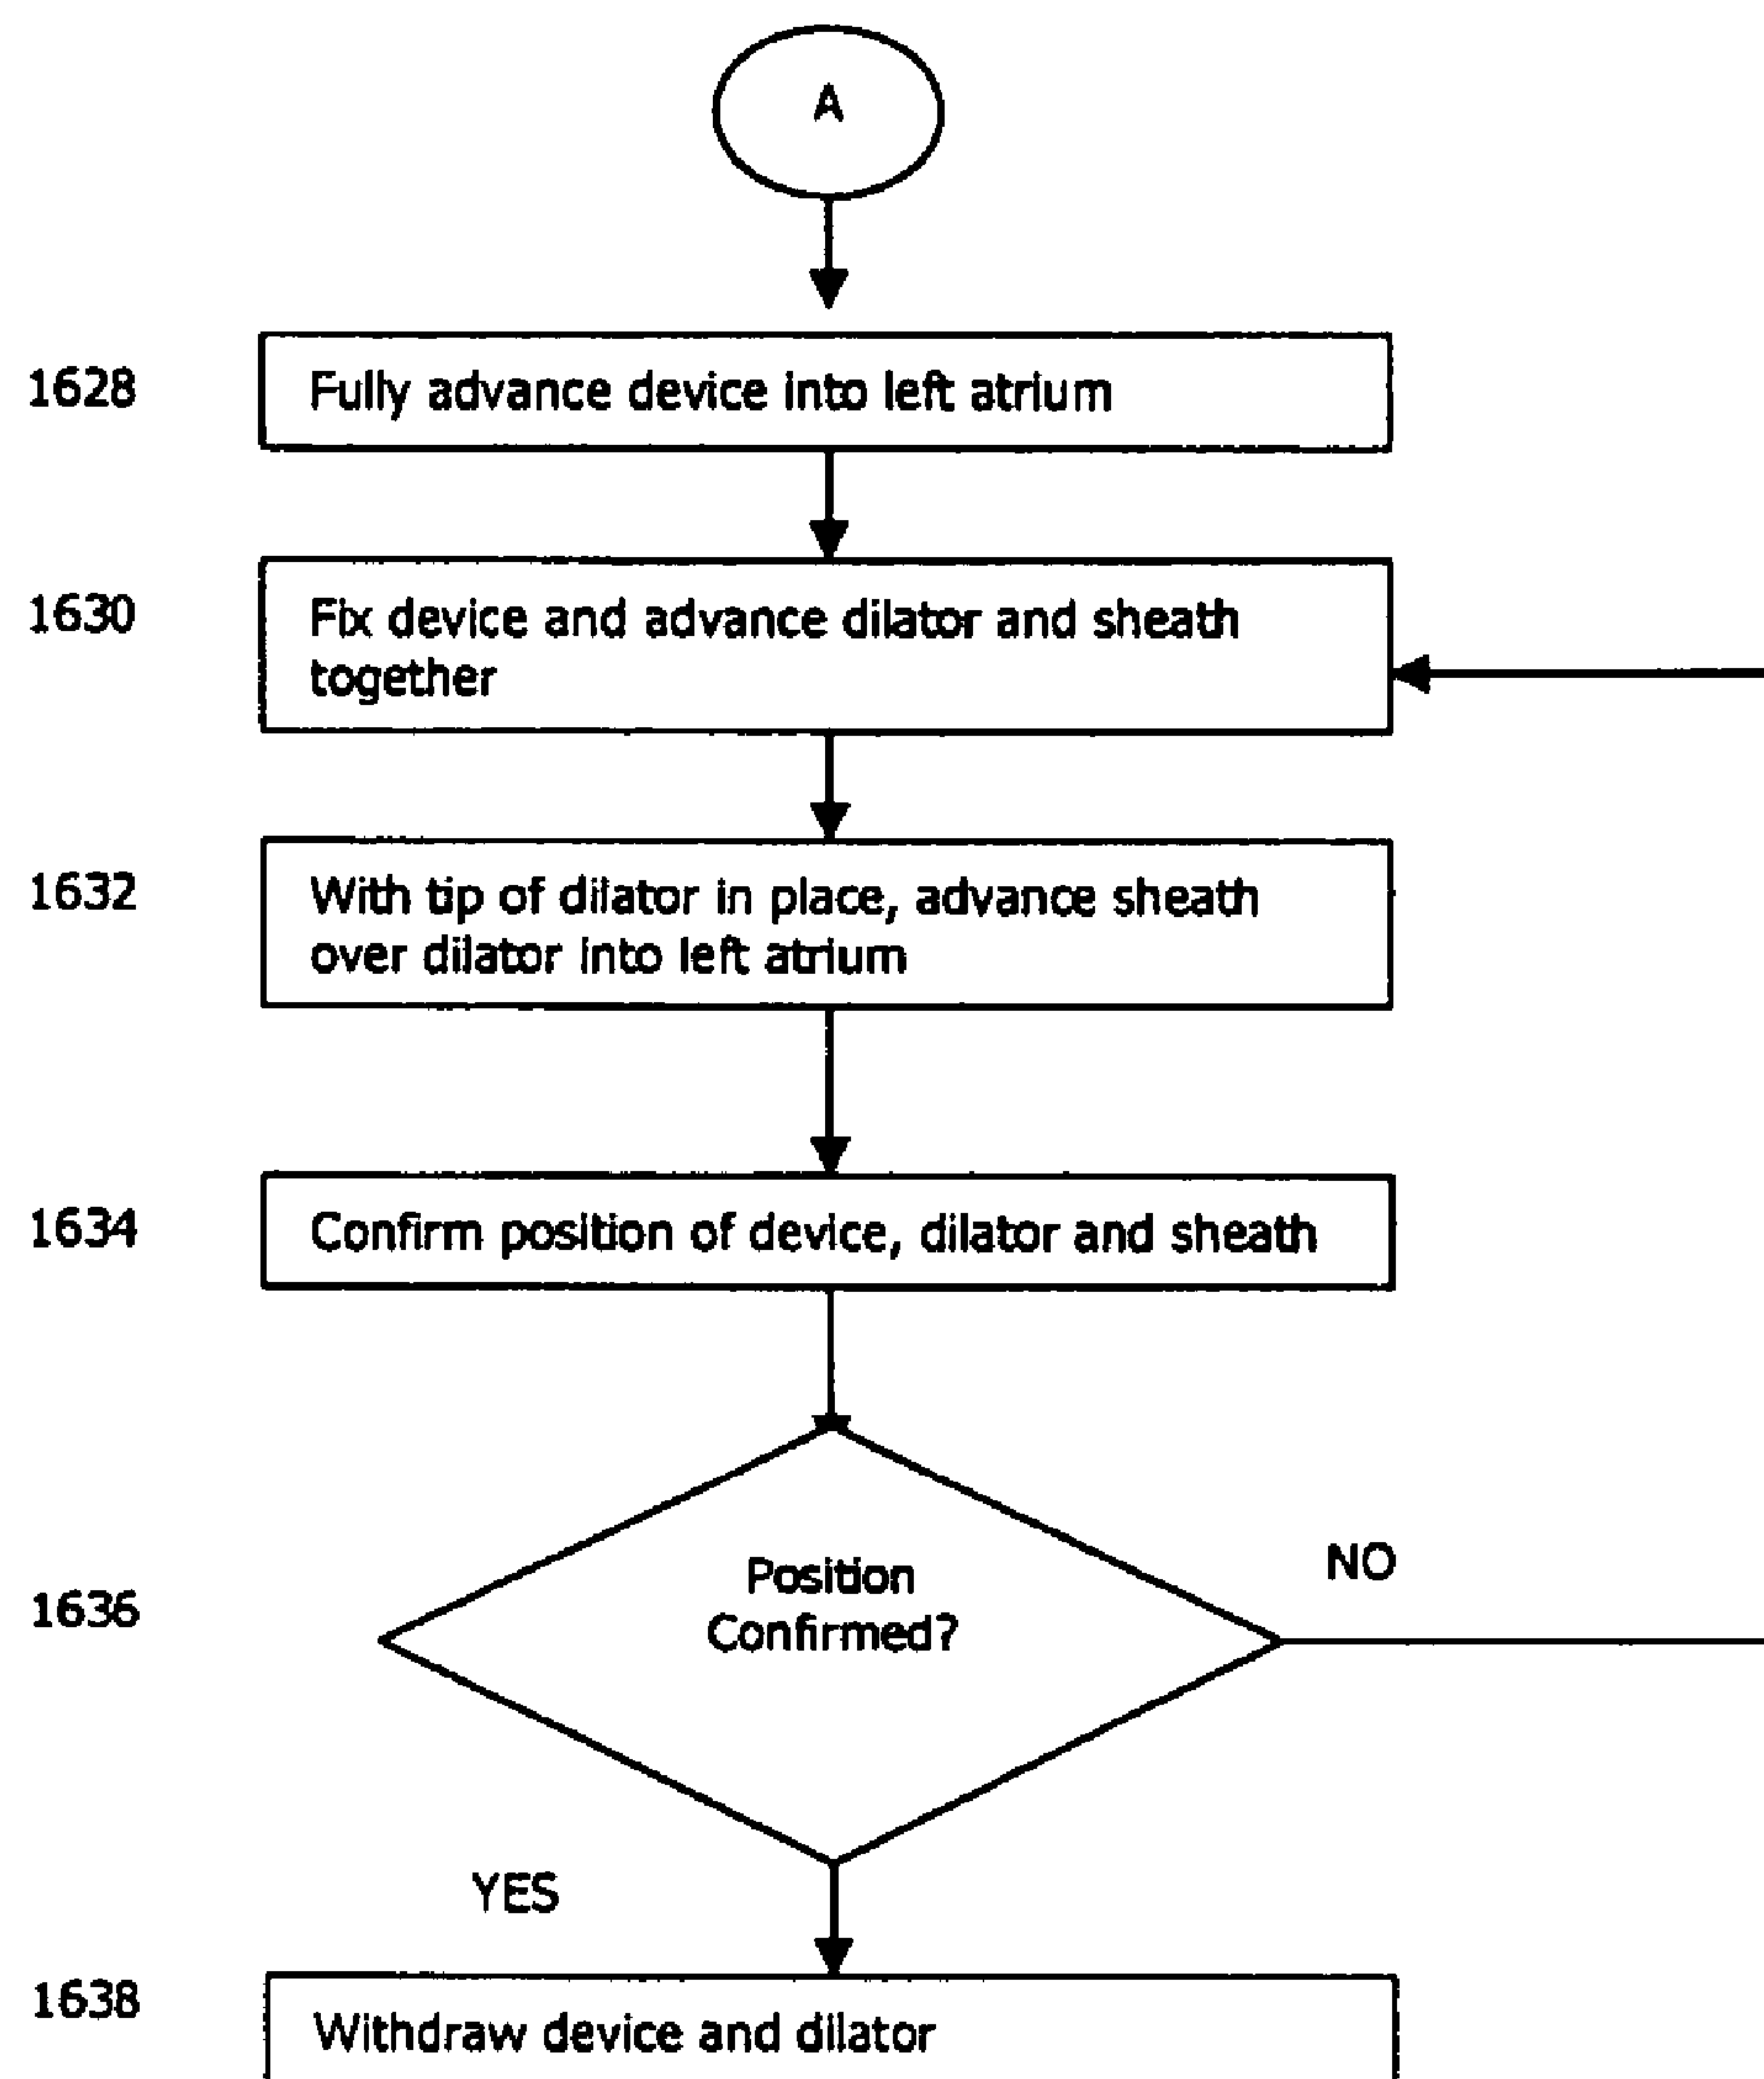 A
1628
Fully advance device into left atrium
1630
Fix device and advance dilator and sheath
together
1632
With tip of dilator in place, advance sheath
over dilator into left atrium
1634
Confirm position of device, dilator and sheath
1636
Position
Confirmed?
NO
YES
1638
Withdraw device and dilator